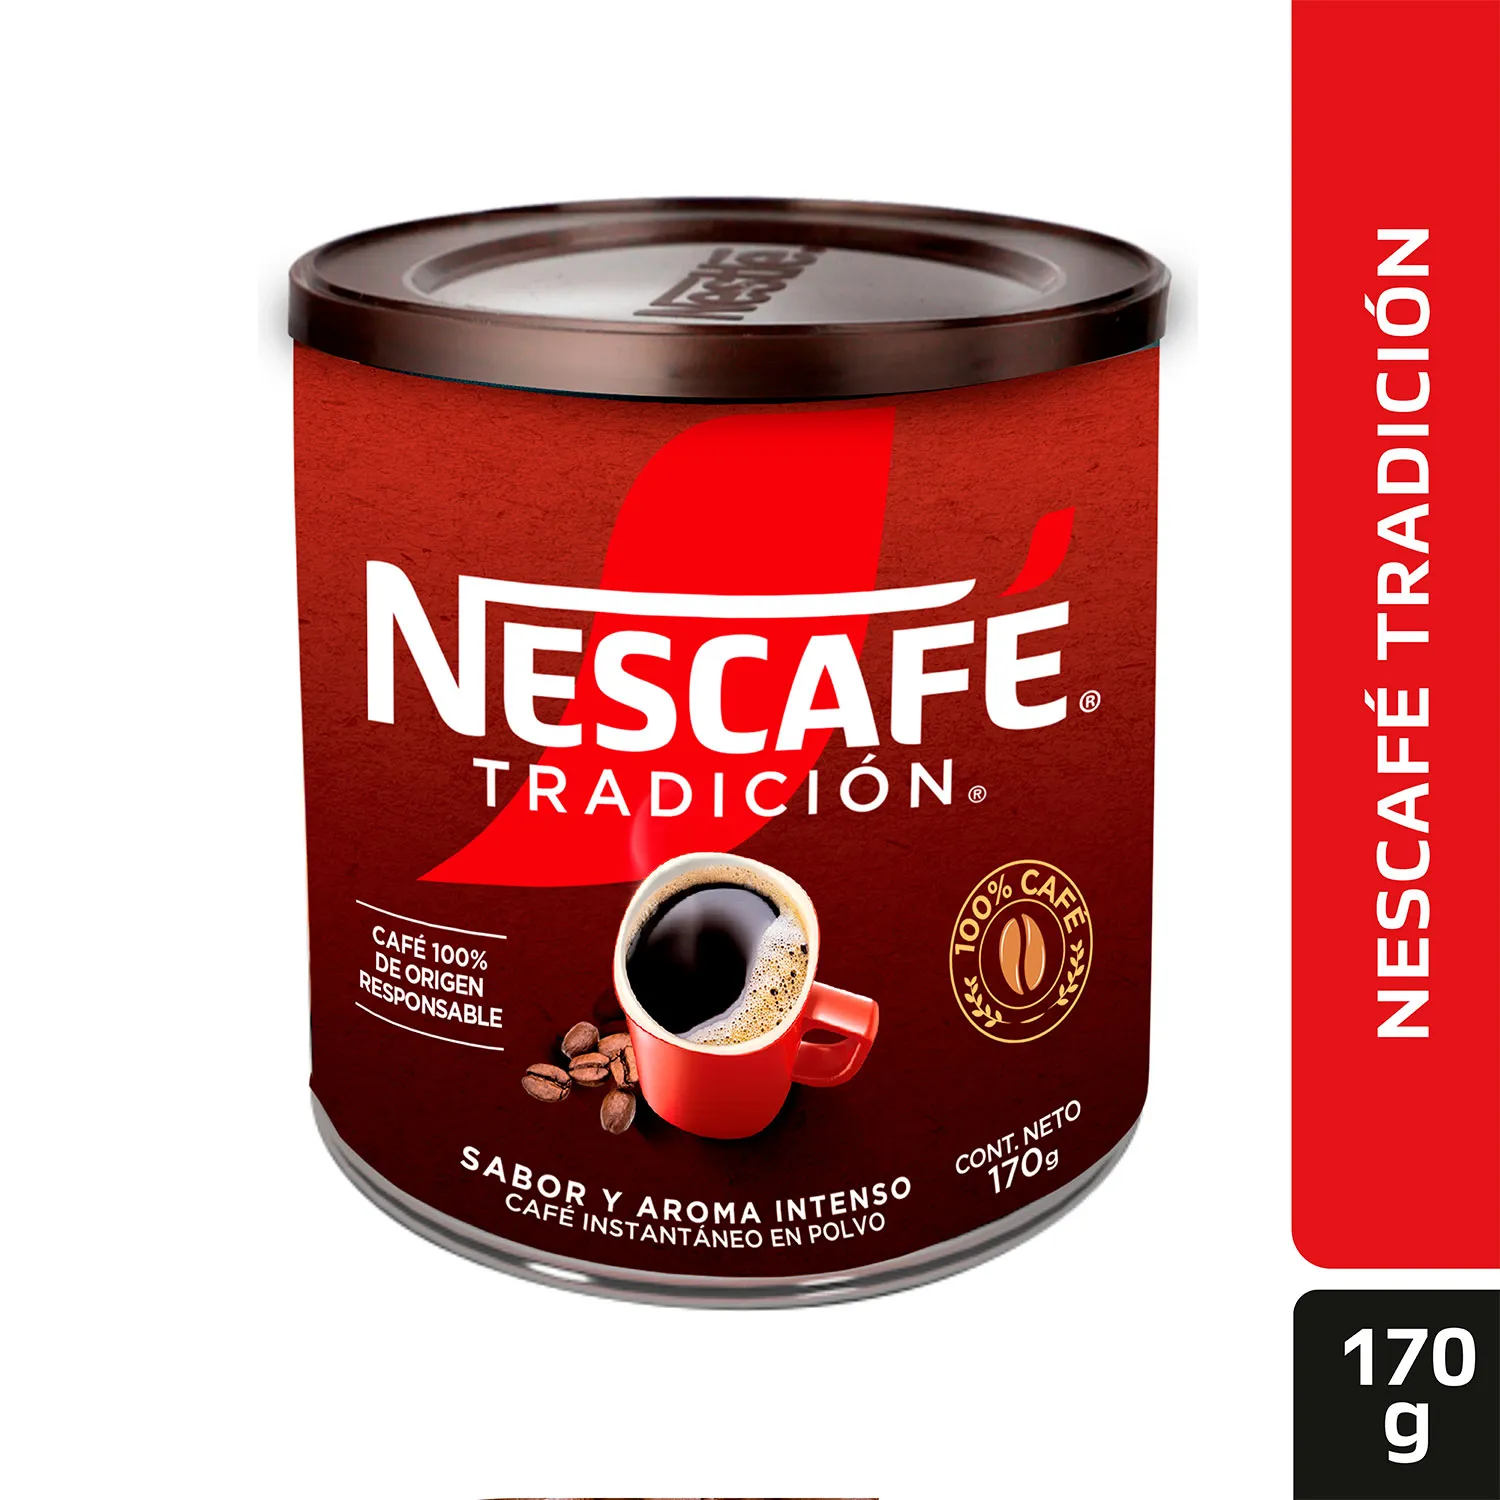 Nestlé
NESCAFÉ®
TRADICIÓN®
CAFÉ 100%
DE ORIGEN
RESPONSABLE
100% CAFÉ
SABOR Y AROMA INTENSO
CAFÉ INSTANTÁNEO EN POLVO
CONT. NETO
170g
NESCAFÉ TRADICIÓN
170
g